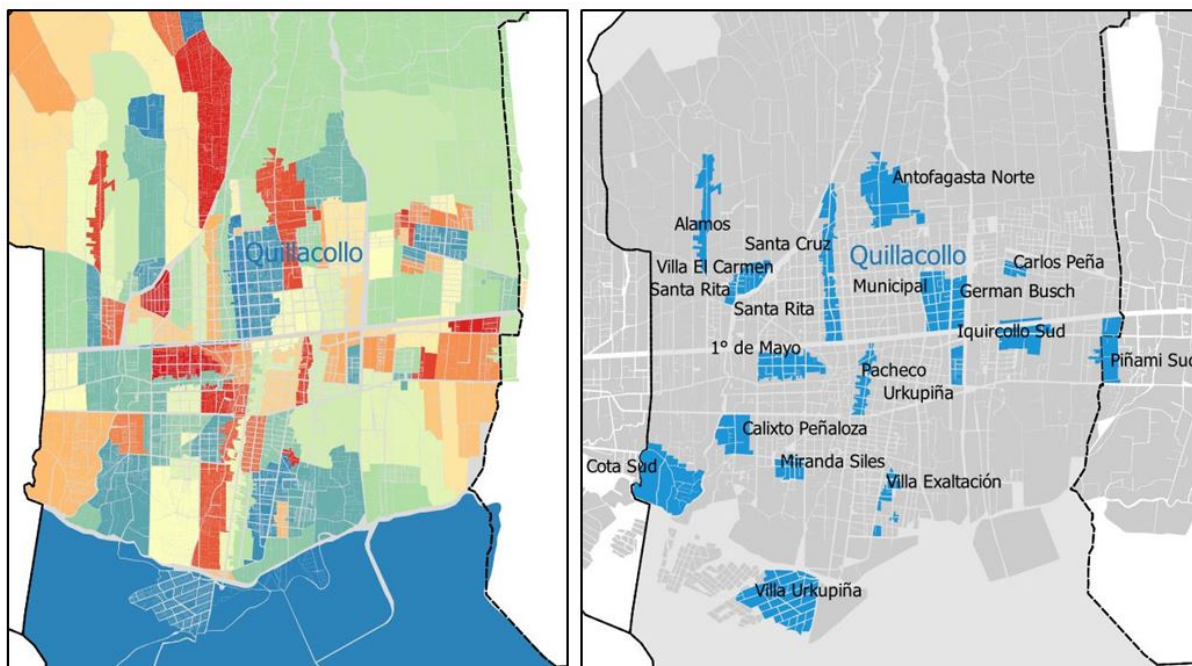 Quillacollo
Antofagasta Norte
Alamos
Santa Cruz
Quillacollo
Villa El Carmen
Carlos Peña
Santa Rita
Municipal
German Busch
Santa Rita
Iquircollo Sud
1° de Mayo
Piñami Sud
Pacheco
Urkupiña
Calixto Peñaloza
Cota Sud
Miranda Siles
Villa Exaltación
Villa Urkupiña